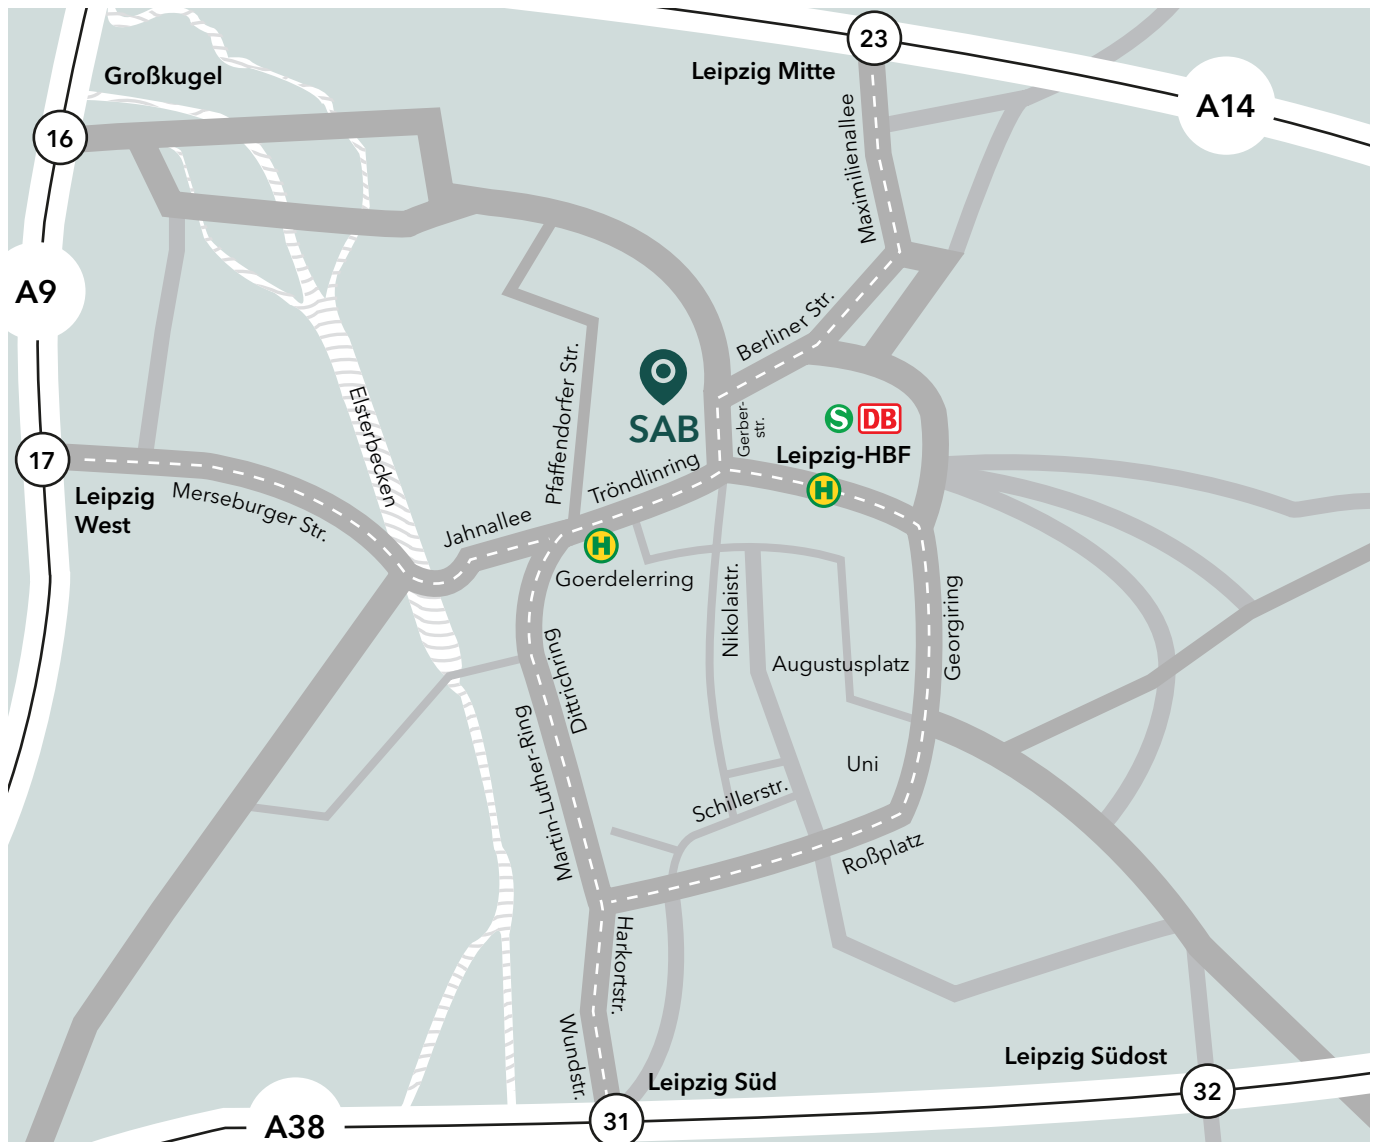 23
Leipzig Mitte
Großkugel
A14
16
Maximilienallee
A9
Berliner Str.
Pfaffendorfer Str.
SAB
Gerber-
str.
S
DB
Leipzig-HBF
H
17
Leipzig
West
Merseburger Str.
Elsterbecken
Jahnallee
Tröndlinring
H
Goerdelerring
Nikolaistr.
Georgiring
Augustusplatz
Dittrichring
Martin-Luther-Ring
Uni
Schillerstr.
Roßplatz
Harkortstr.
Wundstr.
Leipzig Süd
Leipzig Südost
32
31
A38